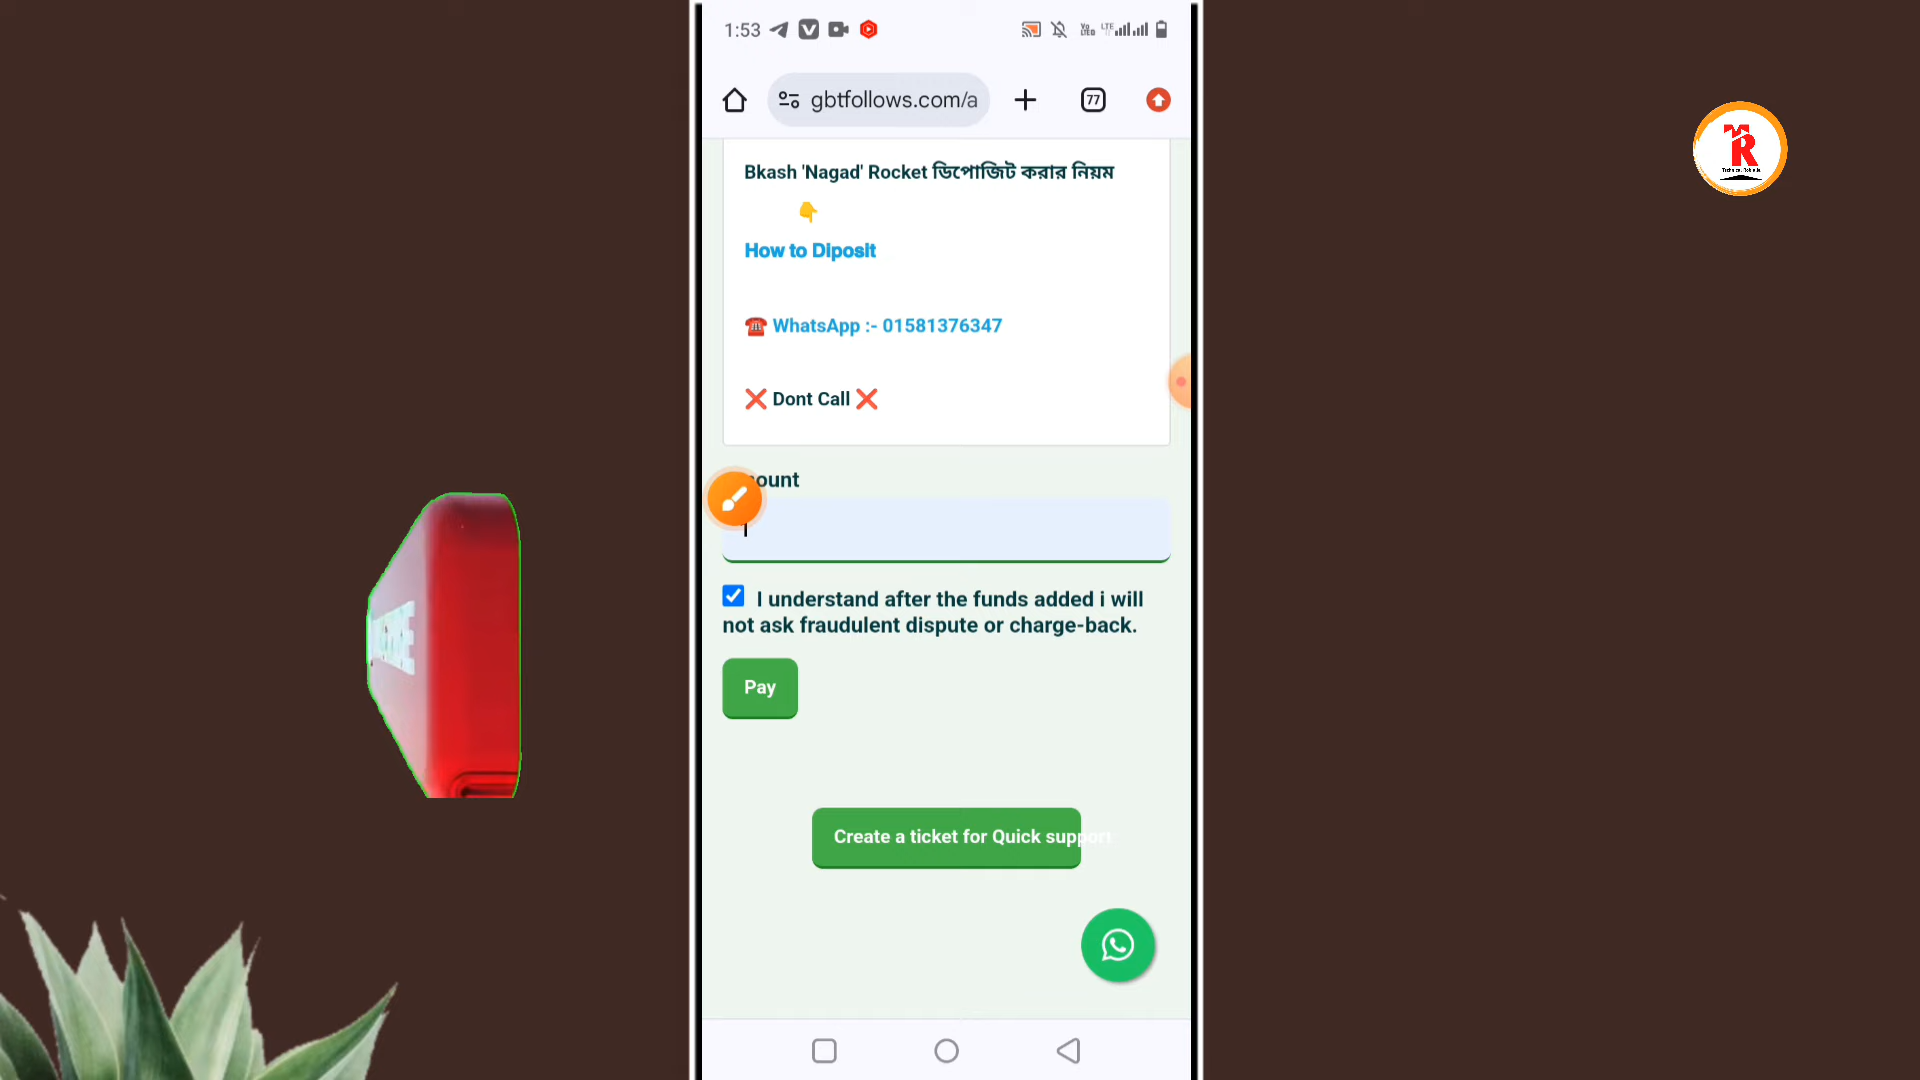 1:53
gbtfollows.com/a
77
Bkash 'Nagad' Rocket ডিপোজিট করার নিয়ম
👇
How to Diposit
☎️ WhatsApp :- 01581376347
❌ Dont Call ❌
ount
I understand after the funds added i will
not ask fraudulent dispute or charge-back.
Pay
Create a ticket for Quick support